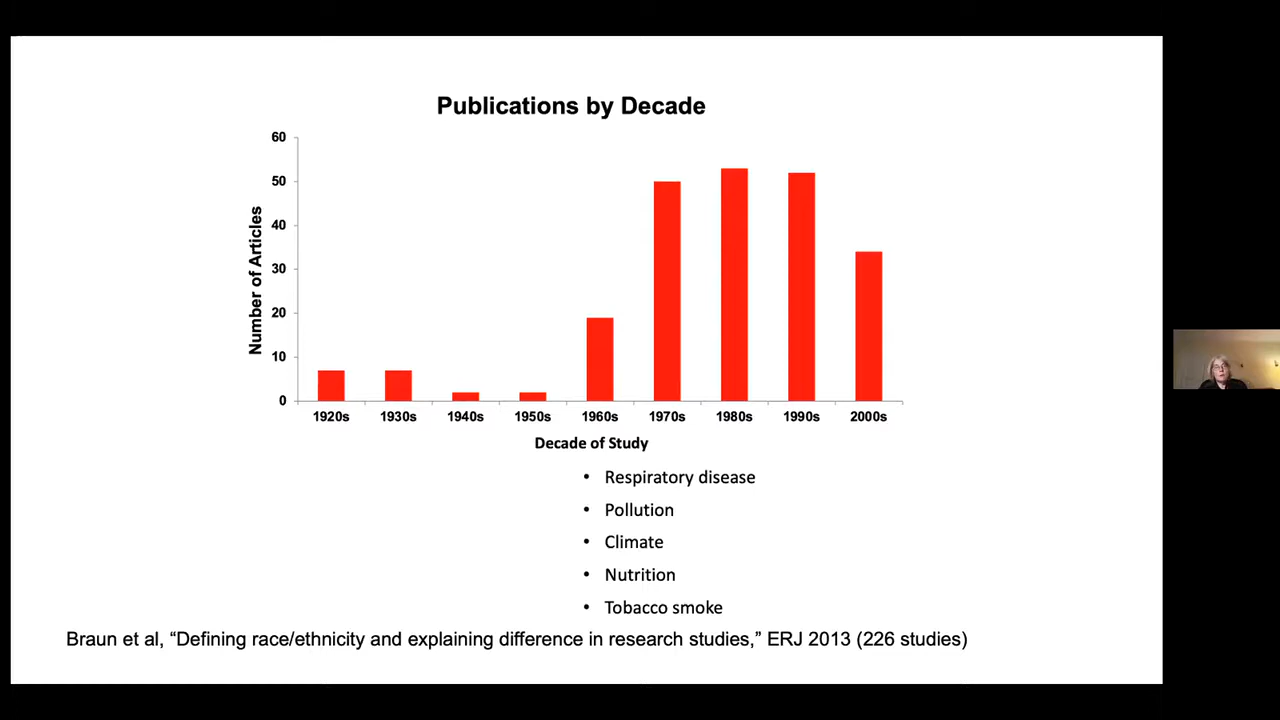 Publications by Decade
60
50
40
30
20
10
0
Number of Articles
1920s 1930s 1940s 1950s 1960s 1970s 1980s 1990s 2000s
Decade of Study
• Respiratory disease
• Pollution
• Climate
• Nutrition
• Tobacco smoke
Braun et al, “Defining race/ethnicity and explaining difference in research studies,” ERJ 2013 (226 studies)